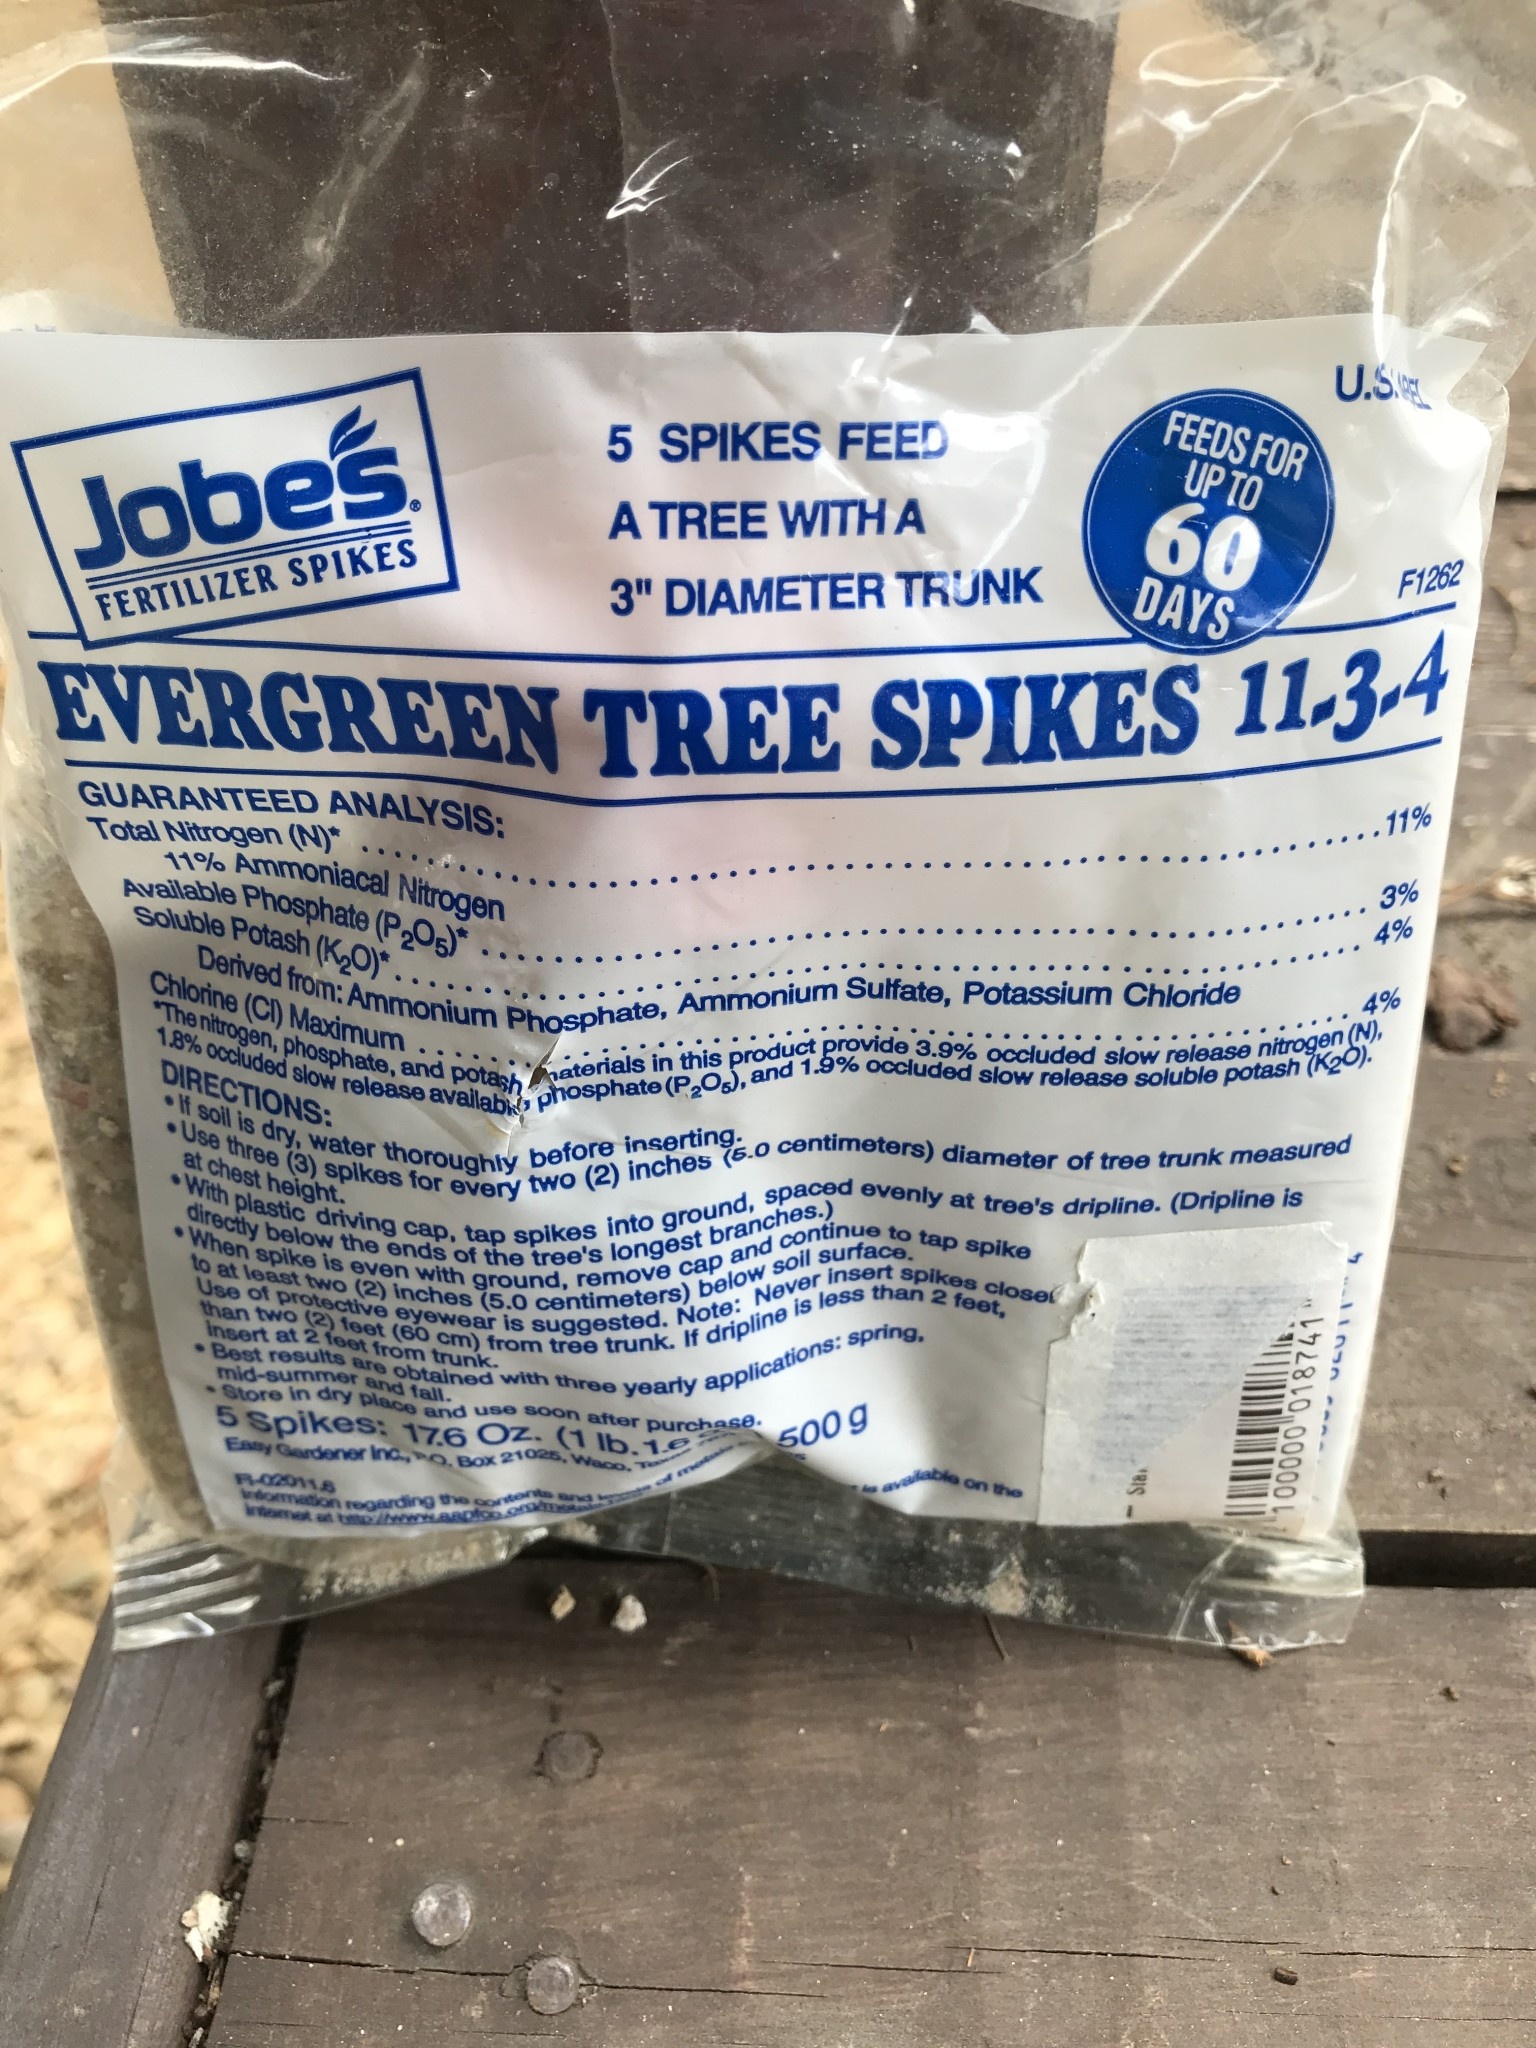 U.S.
Jobe's®
FERTILIZER SPIKES
5 SPIKES FEED
A TREE WITH A
3" DIAMETER TRUNK
FEEDS FOR
UP TO
60
DAYS
F1262
EVERGREEN TREE SPIKES 11-3-4
GUARANTEED ANALYSIS:
Total Nitrogen (N)* . . . . . . . . . . 11%
11% Ammoniacal Nitrogen
Available Phosphate (P₂O₅)* . . . . . . . . . . 3%
Soluble Potash (K₂O)* . . . . . . . . . . 4%
Derived from: Ammonium Phosphate, Ammonium Sulfate, Potassium Chloride
Chlorine (Cl) Maximum . . . . . . . . . . 4%
*The nitrogen, phosphate, and potash materials in this product provide 3.9% occluded slow release nitrogen (N),
1.8% occluded slow release available phosphate (P₂O₅), and 1.9% occluded slow release soluble potash (K₂O).
DIRECTIONS:
• If soil is dry, water thoroughly before inserting.
• Use three (3) spikes for every two (2) inches (5.0 centimeters) diameter of tree trunk measured
at chest height.
• With plastic driving cap, tap spikes into ground, spaced evenly at tree's dripline. (Dripline is
directly below the ends of the tree's longest branches.)
• When spike is even with ground, remove cap and continue to tap spike
to at least two (2) inches (5.0 centimeters) below soil surface.
Use of protective eyewear is suggested. Note: Never insert spikes closer
than two (2) feet (60 cm) from tree trunk. If dripline is less than 2 feet,
insert at 2 feet from trunk.
• Best results are obtained with three yearly applications: spring,
mid-summer and fall.
• Store in dry place and use soon after purchase.
5 Spikes: 17.6 Oz. (1 lb. 1.6 500 g
Easy Gardener Inc., P.O. Box 21025, Waco,
Information regarding the contents and levels of metals is available on the
internet at http://www.aapfco.org/metals
100000 018741